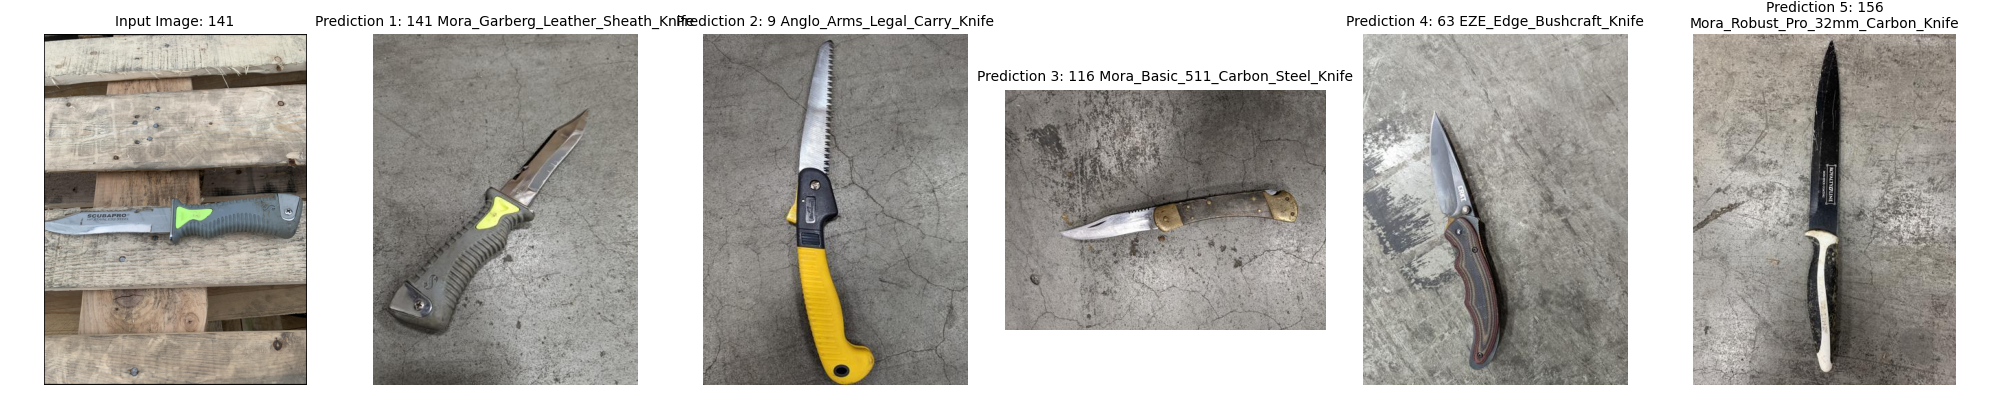 Input Image: 141
Prediction 1: 141 Mora_Garberg_Leather_Sheath_Knife
Prediction 2: 9 Anglo_Arms_Legal_Carry_Knife
Prediction 3: 116 Mora_Basic_511_Carbon_Steel_Knife
Prediction 4: 63 EZE_Edge_Bushcraft_Knife
Prediction 5: 156
Mora_Robust_Pro_32mm_Carbon_Knife
SCUBAPRO
CRKT